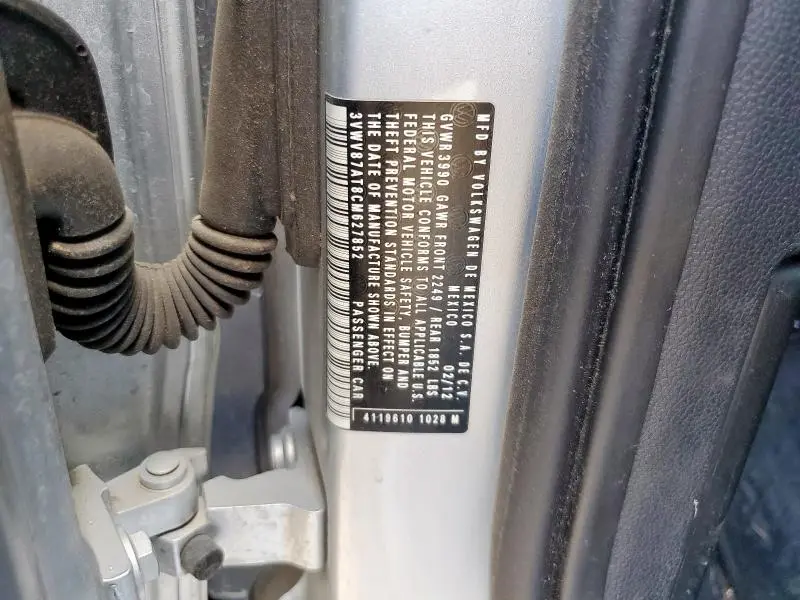 MFD BY VOLKSWAGEN DE MEXICO S.A. DE C.V.
MEXICO 02/12
GVWR 3990 GAWR FRONT 2249 / REAR 1852 LBS
THIS VEHICLE CONFORMS TO ALL APPLICABLE U.S.
FEDERAL MOTOR VEHICLE SAFETY, BUMPER AND
THEFT PREVENTION STANDARDS IN EFFECT ON
THE DATE OF MANUFACTURE SHOWN ABOVE.
3VWV87AT8CM627852 PASSENGER CAR
4119610 1028 M